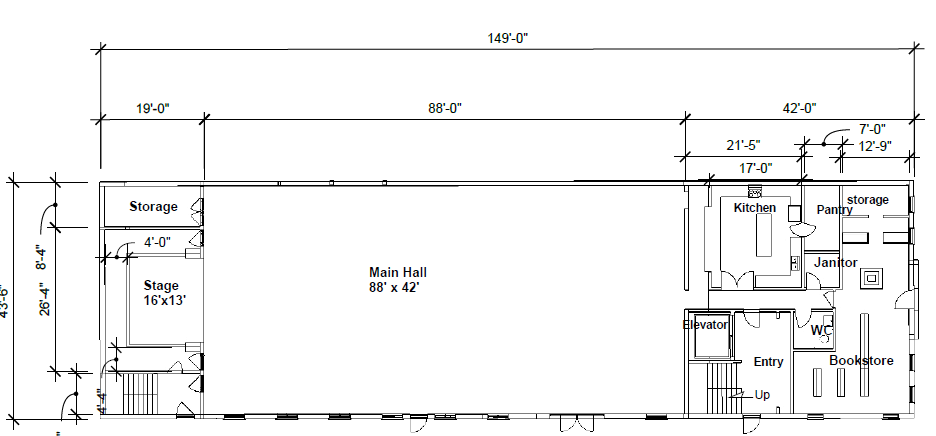 149'-0"
19'-0"
88'-0"
42'-0"
7'-0"
21'-5"
12'-9"
17'-0"
Storage
Kitchen
Pantry
storage
4'-0"
8'-4"
Janitor
Main Hall
88' x 42'
Stage
16'x13'
26'-4"
43'-6"
Elevator
WC
Entry
Bookstore
Up
4'-4"